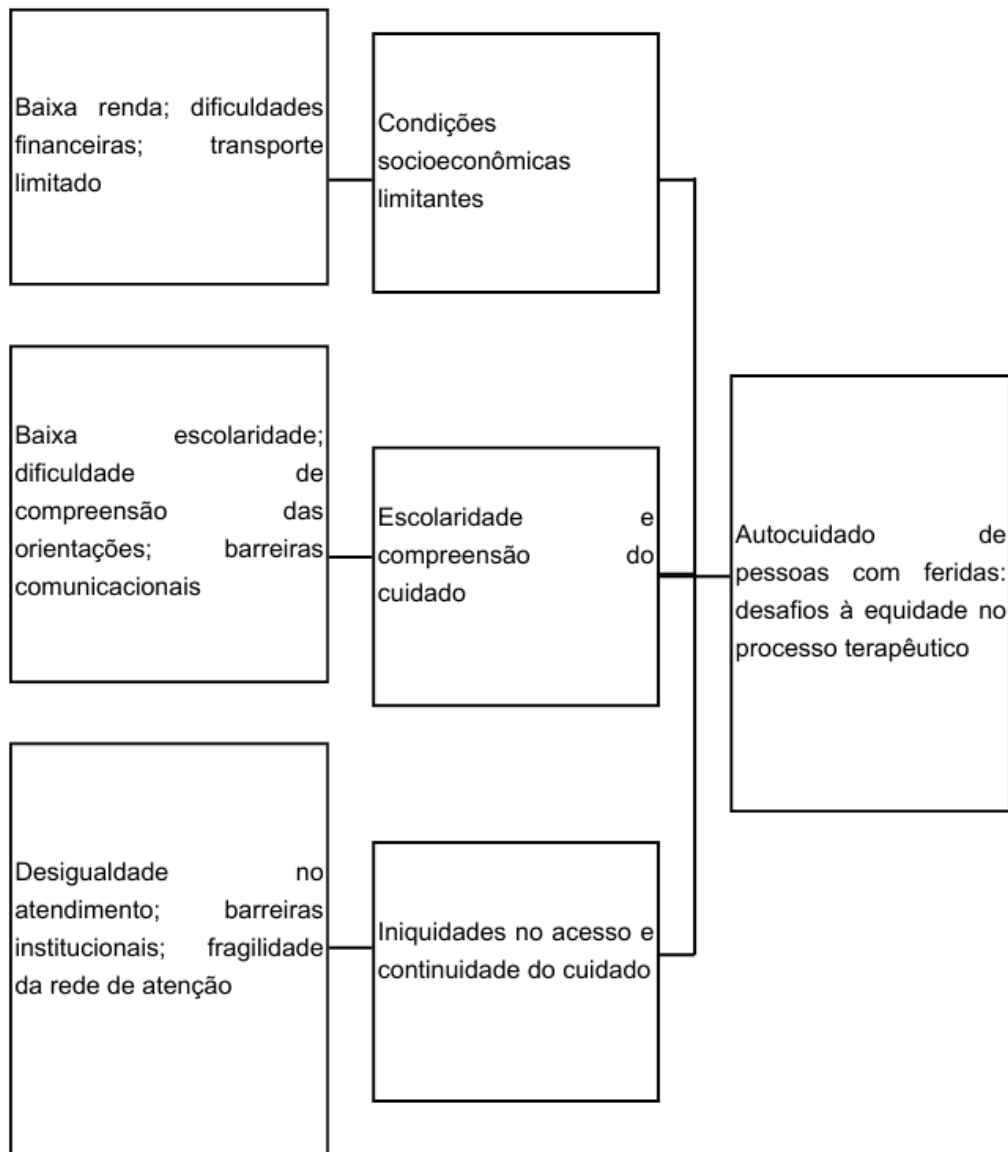 Baixa renda; dificuldades
financeiras; transporte
limitado
Condições
socioeconômicas
limitantes
Baixa escolaridade;
dificuldade de
compreensão das
orientações; barreiras
comunicacionais
Escolaridade e
compreensão do
cuidado
Autocuidado de
pessoas com feridas:
desafios à equidade no
processo terapêutico
Desigualdade no
atendimento; barreiras
institucionais; fragilidade
da rede de atenção
Iniquidades no acesso e
continuidade do cuidado